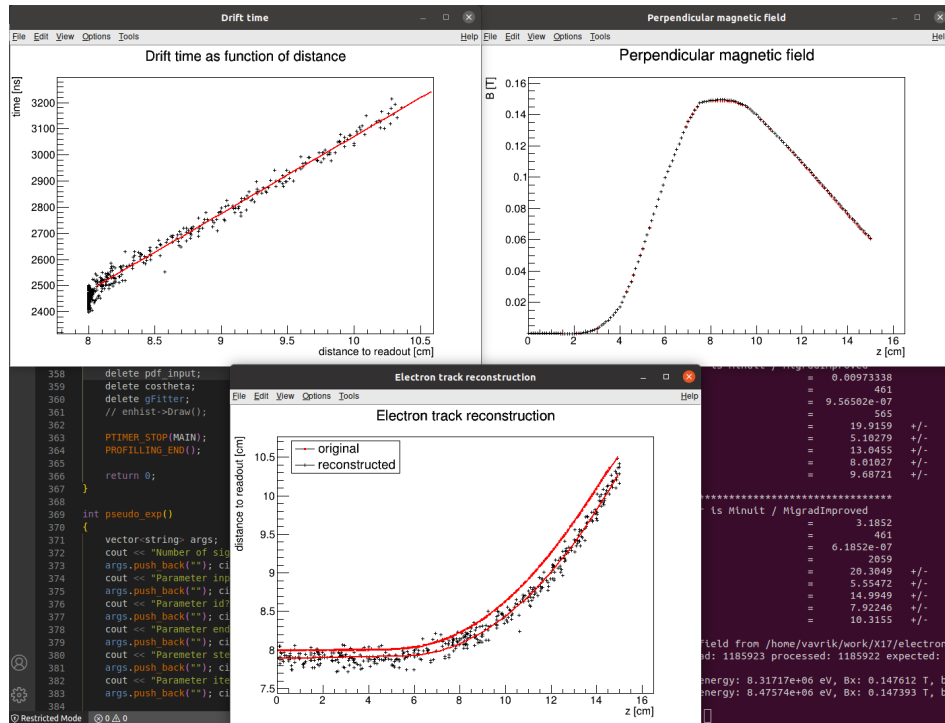 Drift time
File Edit View Options Tools Help
Drift time as function of distance
time [ns]
3200
3100
3000
2900
2800
2700
2600
2500
2400
8 8.5 9 9.5 10 10.5
distance to readout [cm]
Perpendicular magnetic field
File Edit View Options Tools
Perpendicular magnetic field
B [T]
0.16
0.14
0.12
0.1
0.08
0.06
0.04
0.02
0 2 4 6 8 10 12 14 16
z [cm]
358 delete pdf_input;
359 delete costheta;
360 delete gFitter;
361 // enhist->Draw();
362
363 PTIMER_STOP(MAIN);
364 PROFILLING_END();
365
366 return 0;
367 }
368
369 int pseudo_exp()
370 {
371 vector<string> args;
372 cout << "Number of sig
373 args.push_back(""); ci
374 cout << "Parameter inp
375 args.push_back(""); ci
376 cout << "Parameter id?
377 args.push_back(""); ci
378 cout << "Parameter end
379 args.push_back(""); ci
380 cout << "Parameter ste
381 args.push_back(""); ci
382 cout << "Parameter ite
383 args.push_back(""); ci
384
Restricted Mode 0 0
Electron track reconstruction
File Edit View Options Tools Help
Electron track reconstruction
original
reconstructed
distance to readout [cm]
10.5
10
9.5
9
8.5
8
7.5
0 2 4 6 8 10 12 14 16
z [cm]
is Minuit / MigradImproved
= 0.00973338
= 461
= 9.56502e-07
= 565
= 19.9159 +/-
= 5.10279 +/-
= 13.0455 +/-
= 8.01027 +/-
= 9.68721 +/-
********************************
r is Minuit / MigradImproved
= 3.1852
= 461
= 6.1852e-07
= 2059
= 20.3049 +/-
= 5.55472 +/-
= 14.9949 +/-
= 7.92246 +/-
= 10.3155 +/-
field from /home/vavrik/work/X17/electron
ad: 1185923 processed: 1185922 expected:
energy: 8.31717e+06 eV, Bx: 0.147612 T, b
energy: 8.47574e+06 eV, Bx: 0.147393 T, b